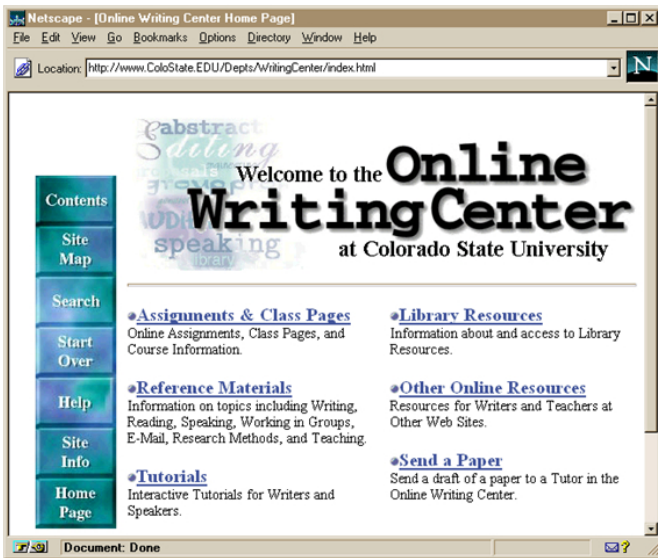 Netscape - [Online Writing Center Home Page]
File Edit View Go Bookmarks Options Directory Window Help
Location: http://www.ColoState.EDU/Depts/WritingCenter/index.html
N
abstract
Editing
proposals
speaking
library
Welcome to the Online
Writing Center
at Colorado State University
Contents
Site
Map
Search
Start
Over
Help
Site
Info
Home
Page
Assignments & Class Pages
Online Assignments, Class Pages, and
Course Information.
Reference Materials
Information on topics including Writing,
Reading, Speaking, Working in Groups,
E-Mail, Research Methods, and Teaching.
Tutorials
Interactive Tutorials for Writers and
Speakers.
Library Resources
Information about and access to Library
Resources.
Other Online Resources
Resources for Writers and Teachers at
Other Web Sites.
Send a Paper
Send a draft of a paper to a Tutor in the
Online Writing Center.
Document: Done